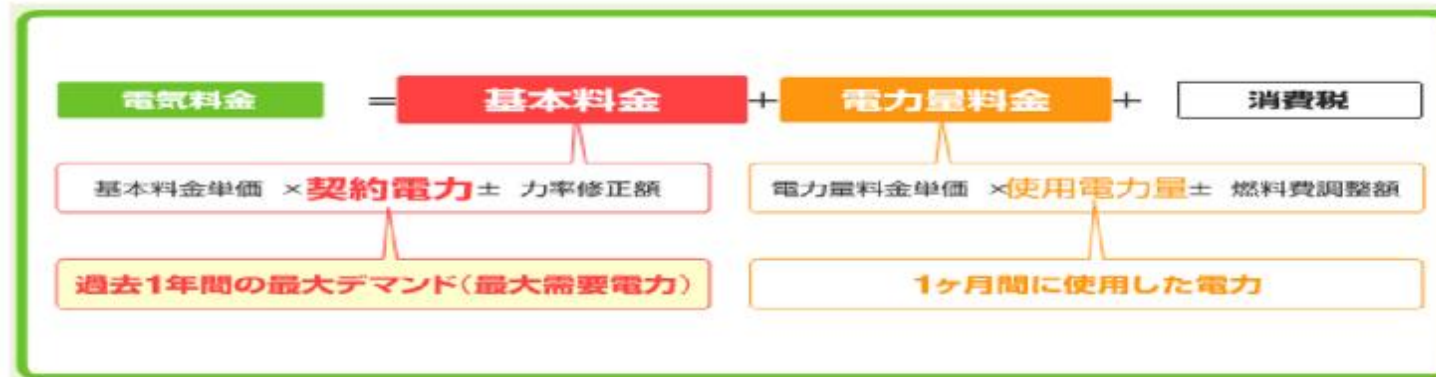 電気料金 = 基本料金 + 電力量料金 + 消費税
基本料金単価 ×契約電力± 力率修正額
電力量料金単価 ×使用電力量± 燃料費調整額
過去1年間の最大デマンド(最大需要電力)
1ヶ月間に使用した電力